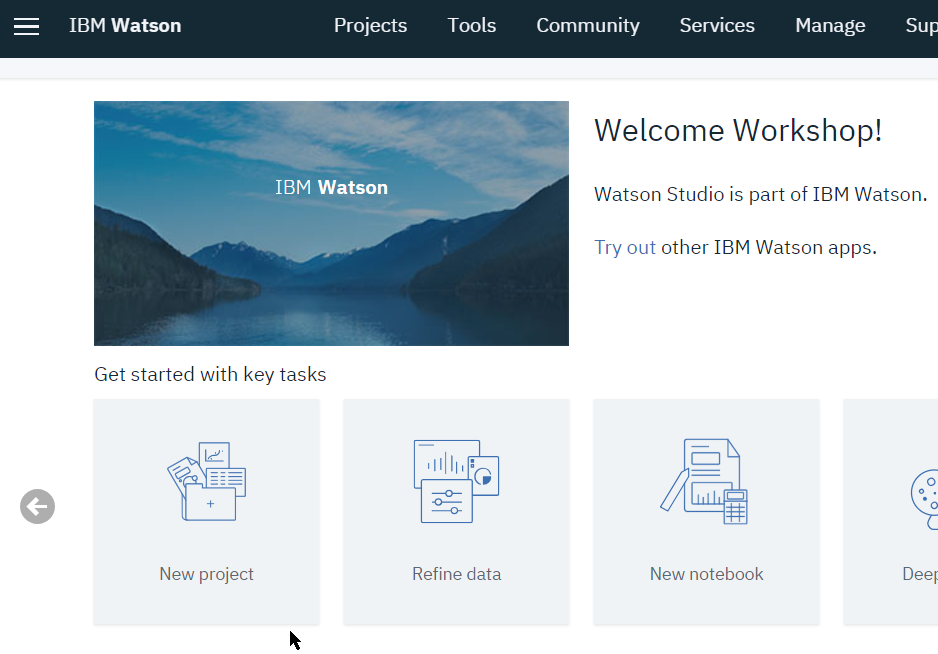 IBM Watson Projects Tools Community Services Manage Sup
IBM Watson
Welcome Workshop!
Watson Studio is part of IBM Watson.
Try out other IBM Watson apps.
Get started with key tasks
New project Refine data New notebook Deep